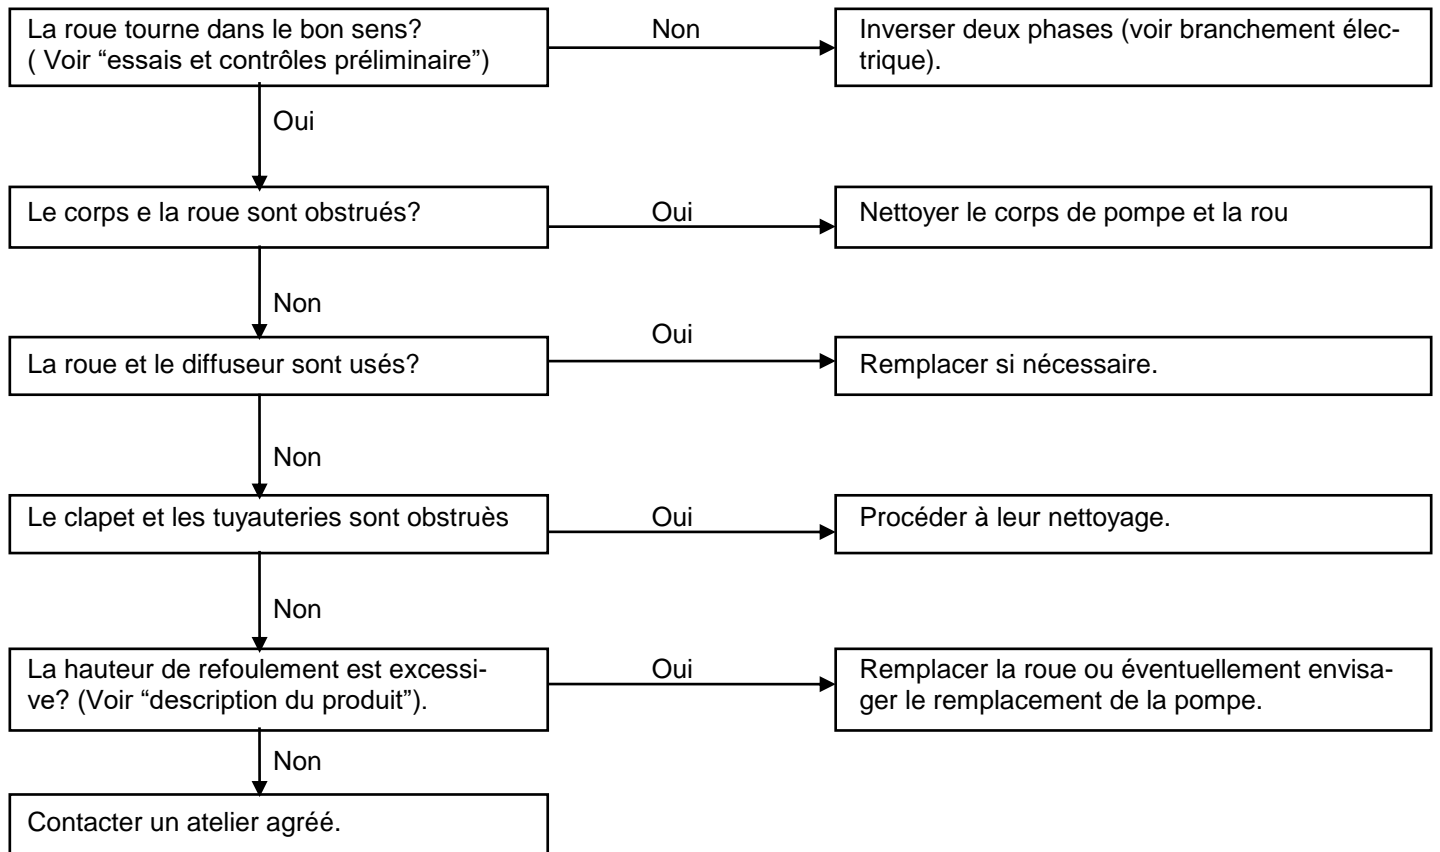 La roue tourne dans le bon sens?
( Voir “essais et contrôles préliminaire”)
Non
Inverser deux phases (voir branchement élec-
trique).
Oui
Le corps e la roue sont obstrués?
Oui
Nettoyer le corps de pompe et la rou
Non
La roue et le diffuseur sont usés?
Oui
Remplacer si nécessaire.
Non
Le clapet et les tuyauteries sont obstruès
Oui
Procéder à leur nettoyage.
Non
La hauteur de refoulement est excessi-
ve? (Voir “description du produit”).
Oui
Remplacer la roue ou éventuellement envisa-
ger le remplacement de la pompe.
Non
Contacter un atelier agréé.